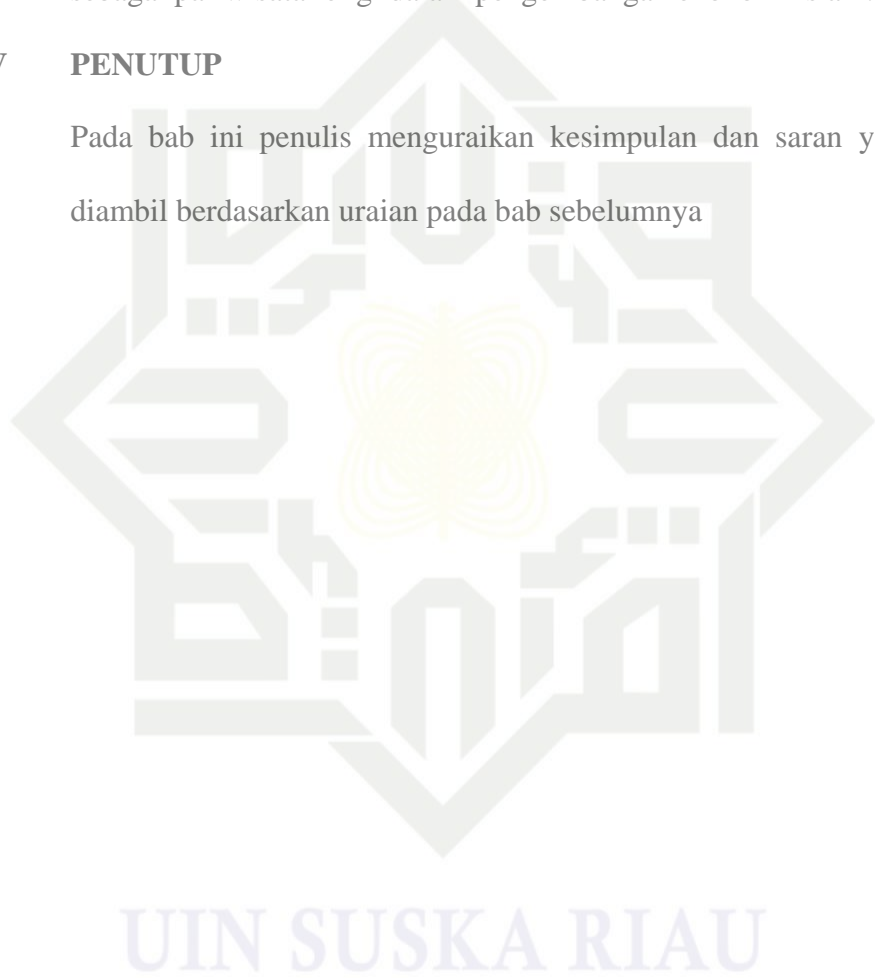 V PENUTUP
Pada bab ini penulis menguraikan kesimpulan dan saran y
diambil berdasarkan uraian pada bab sebelumnya
UIN SUSKA RIAU